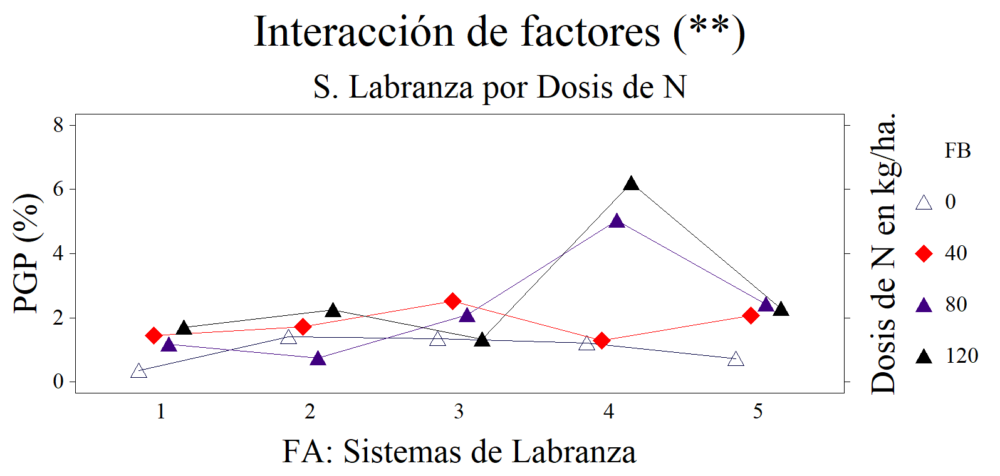 Interacción de factores (**)
S. Labranza por Dosis de N
PGP (%)
8
6
4
2
0
1 2 3 4 5
FA: Sistemas de Labranza
Dosis de N en kg/ha.
FB
0
40
80
120